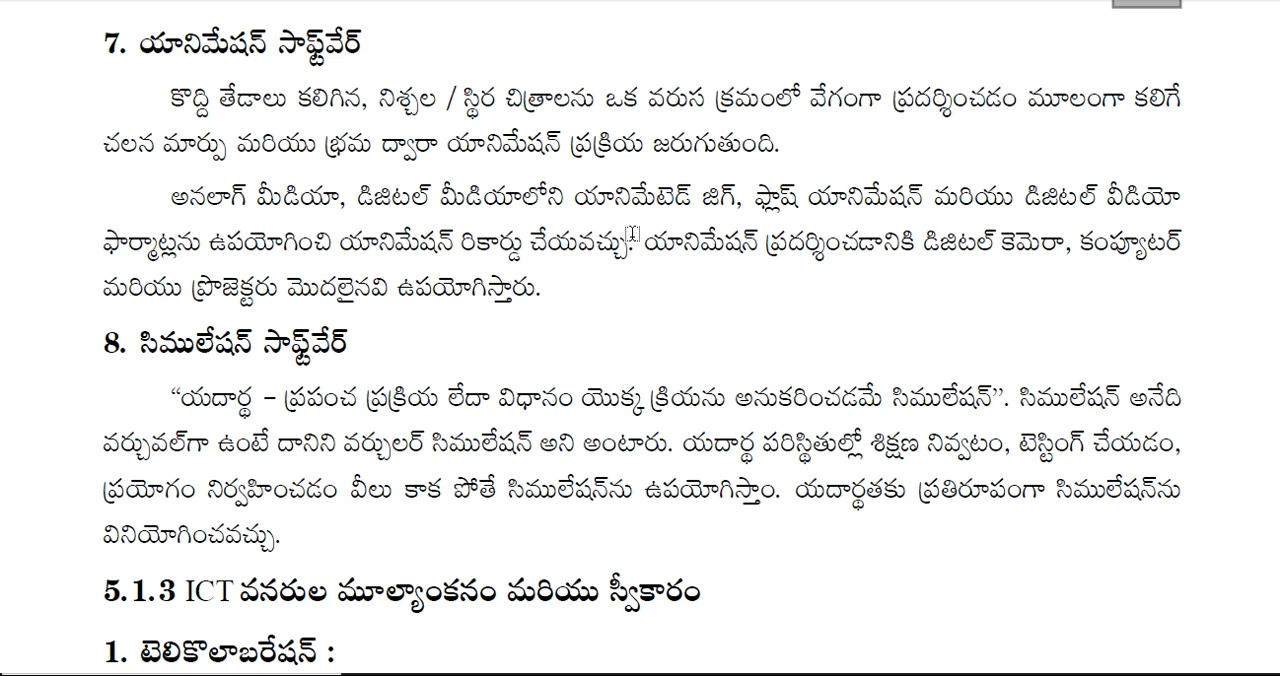 7. యానిమేషన్ సాఫ్ట్‌వేర్
కొద్ది తేడాలు కలిగిన, నిశ్చల / స్థిర చిత్రాలను ఒక వరుస క్రమంలో వేగంగా ప్రదర్శించడం మూలంగా కలిగే
చలన మార్పు మరియు భ్రమ ద్వారా యానిమేషన్ ప్రక్రియ జరుగుతుంది.
అనలాగ్ మీడియా, డిజిటల్ మీడియాలోని యానిమేటెడ్ జిగ్, ఫ్లాష్ యానిమేషన్ మరియు డిజిటల్ వీడియో
ఫార్మాట్లను ఉపయోగించి యానిమేషన్ రికార్డు చేయవచ్చు. యానిమేషన్ ప్రదర్శించడానికి డిజిటల్ కెమెరా, కంప్యూటర్
మరియు ప్రొజెక్టరు మొదలైనవి ఉపయోగిస్తారు.
8. సిములేషన్ సాఫ్ట్‌వేర్
“యదార్థ – ప్రపంచ ప్రక్రియ లేదా విధానం యొక్క క్రియను అనుకరించడమే సిములేషన్”. సిములేషన్ అనేది
వర్చువల్‌గా ఉంటే దానిని వర్చులర్ సిములేషన్ అని అంటారు. యదార్థ పరిస్థితుల్లో శిక్షణ నివ్వటం, టెస్టింగ్ చేయడం,
ప్రయోగం నిర్వహించడం వీలు కాక పోతే సిములేషన్‌ను ఉపయోగిస్తాం. యదార్థతకు ప్రతిరూపంగా సిములేషన్‌ను
వినియోగించవచ్చు.
5.1.3 ICT వనరుల మూల్యాంకనం మరియు స్వీకారం
1. టెలికొలాబరేషన్ :